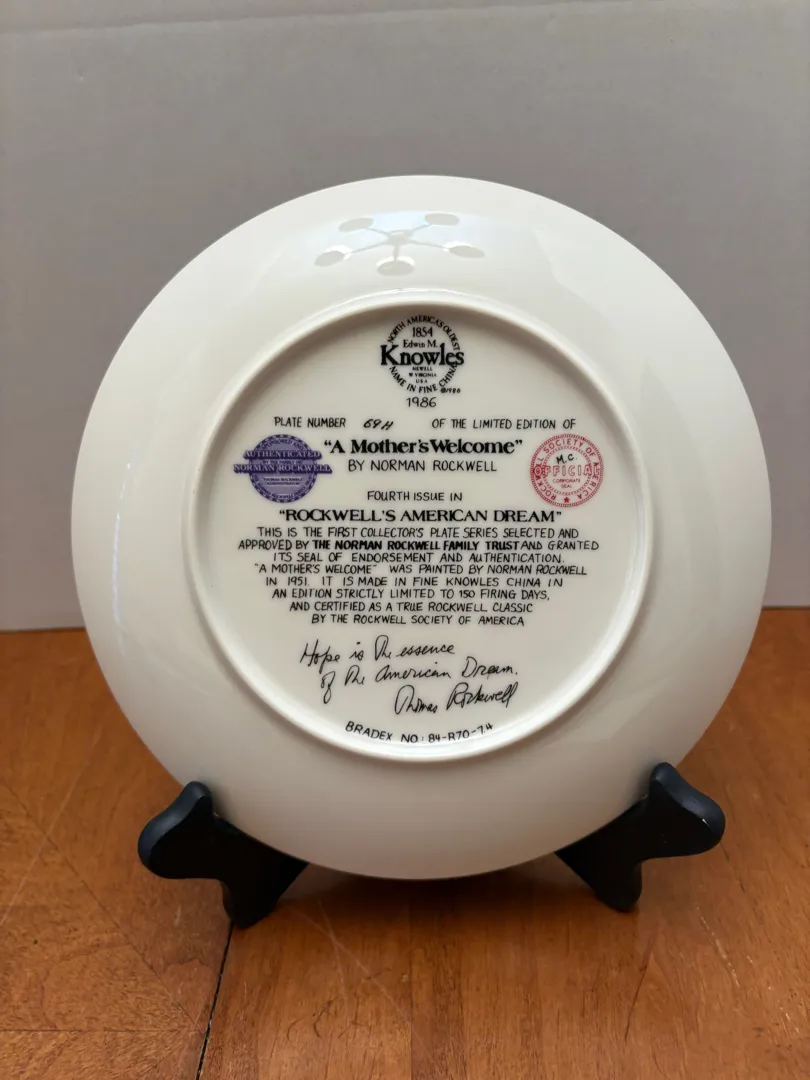 NORTH AMERICA'S OLDEST
1854
Edwin M.
Knowles
NEWELL
W VIRGINIA
U S A
NAME IN FINE CHINA
©1986
1986
PLATE NUMBER 69H OF THE LIMITED EDITION OF
"A Mother's Welcome"
BY NORMAN ROCKWELL
AUTHENTICATED
NORMAN ROCKWELL
ROCKWELL SOCIETY OF AMERICA
M.C.
OFFICIAL
CORPORATE
SEAL
FOURTH ISSUE IN
"ROCKWELL'S AMERICAN DREAM"
THIS IS THE FIRST COLLECTOR'S PLATE SERIES SELECTED AND
APPROVED BY THE NORMAN ROCKWELL FAMILY TRUST AND GRANTED
ITS SEAL OF ENDORSEMENT AND AUTHENTICATION.
"A MOTHER'S WELCOME" WAS PAINTED BY NORMAN ROCKWELL
IN 1951. IT IS MADE IN FINE KNOWLES CHINA IN
AN EDITION STRICTLY LIMITED TO 150 FIRING DAYS,
AND CERTIFIED AS A TRUE ROCKWELL CLASSIC
BY THE ROCKWELL SOCIETY OF AMERICA
Hope is the essence
of the American Dream.
Thomas Rockwell
BRADEX NO: 84-R70-7.4